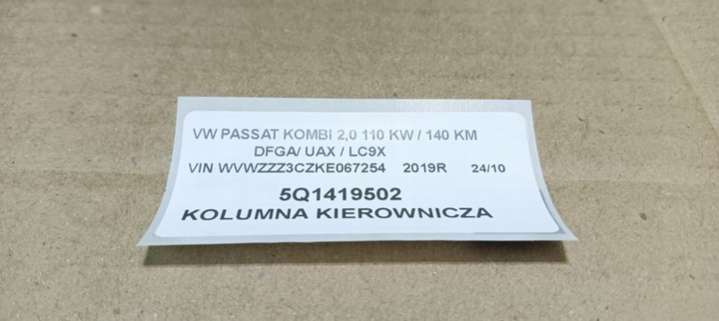 VW PASSAT KOMBI 2,0 110 KW / 140 KM
DFGA/ UAX / LC9X
VIN WVWZZZ3CZKE067254 2019R 24/10
5Q1419502
KOLUMNA KIEROWNICZA